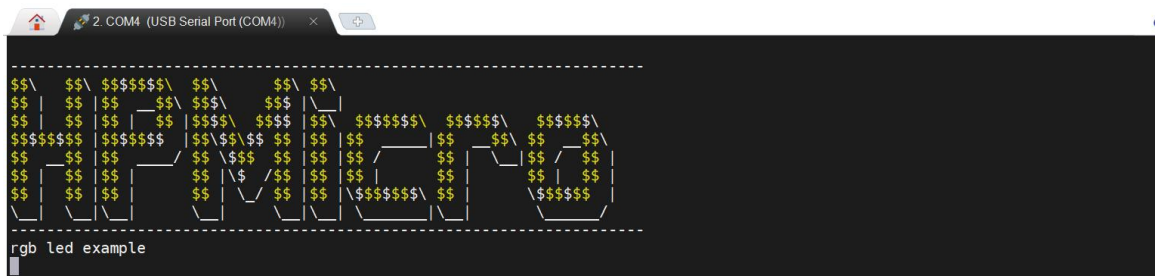 2. COM4 (USB Serial Port (COM4))
----------------------------------------------------------------------
$$\   $$\ $$$$$$$\  $$\      $$\ $$\
$$ |  $$ |$$  __$$\ $$$\    $$$ |\__|
$$ |  $$ |$$ |  $$ |$$$$\  $$$$ |$$\  $$$$$$$\  $$$$$$\   $$$$$$\
$$$$$$$$ |$$$$$$$  |$$\$$\$$ $$ |$$ |$$  _____|$$  __$$\ $$  __$$\
$$  __$$ |$$  ____/ $$ \$$$  $$ |$$ |$$ /      $$ |  \__|$$ /  $$ |
$$ |  $$ |$$ |      $$ |\$  /$$ |$$ |$$ |      $$ |      $$ |  $$ |
$$ |  $$ |$$ |      $$ | \_/ $$ |$$ |\$$$$$$$\ $$ |      \$$$$$$  |
\__|  \__|\__|      \__|     \__|\__| \_______|\__|       \______/
----------------------------------------------------------------------
rgb led example